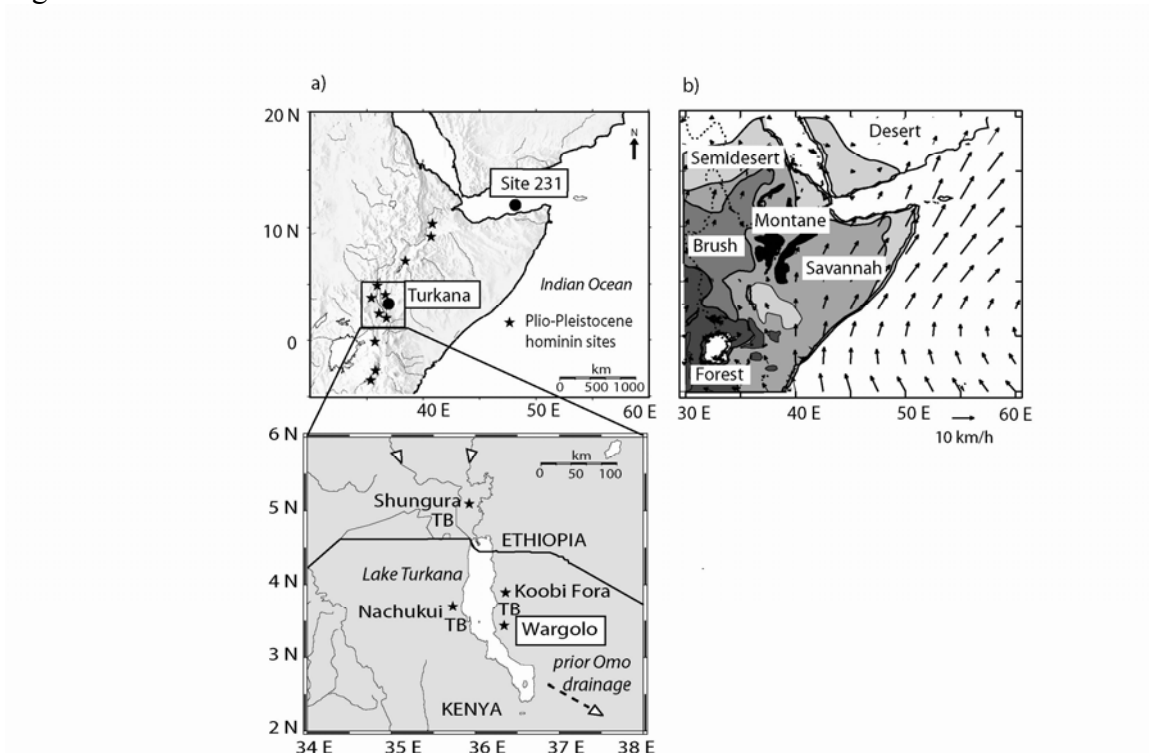 a)
20 N
10 N
0
40 E
50 E
60 E
N
Site 231
Turkana
Indian Ocean
Plio-Pleistocene
hominin sites
km
0 500 1000
b)
Desert
Semidesert
Montane
Brush
Savannah
Forest
30 E
40 E
50 E
60 E
10 km/h
6 N
5 N
4 N
3 N
2 N
34 E
35 E
36 E
37 E
38 E
km
0 50 100
Shungura
TB
ETHIOPIA
Lake Turkana
Koobi Fora
TB
Nachukui
TB
Wargolo
prior Omo
drainage
KENYA